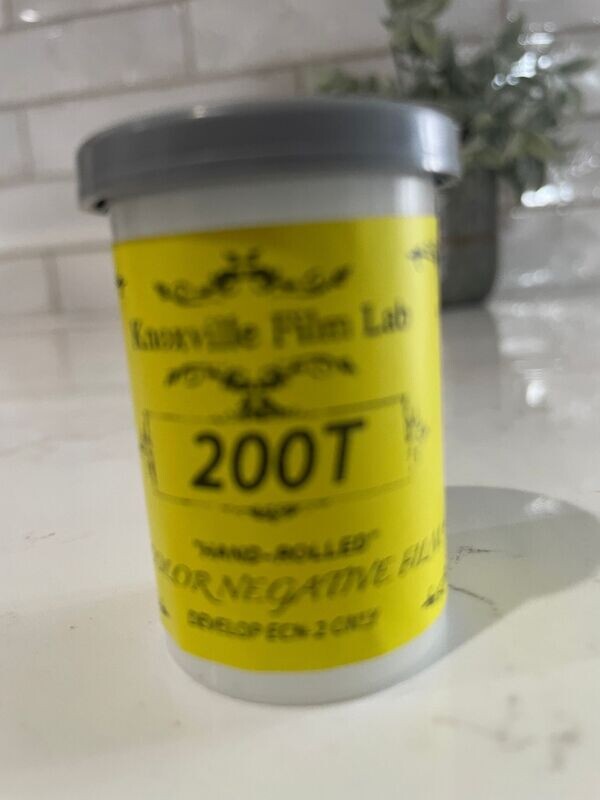 Knoxville Film Lab
200T
"HAND-ROLLED"
COLOR NEGATIVE FILM
DEVELOP ECN-2 ONLY